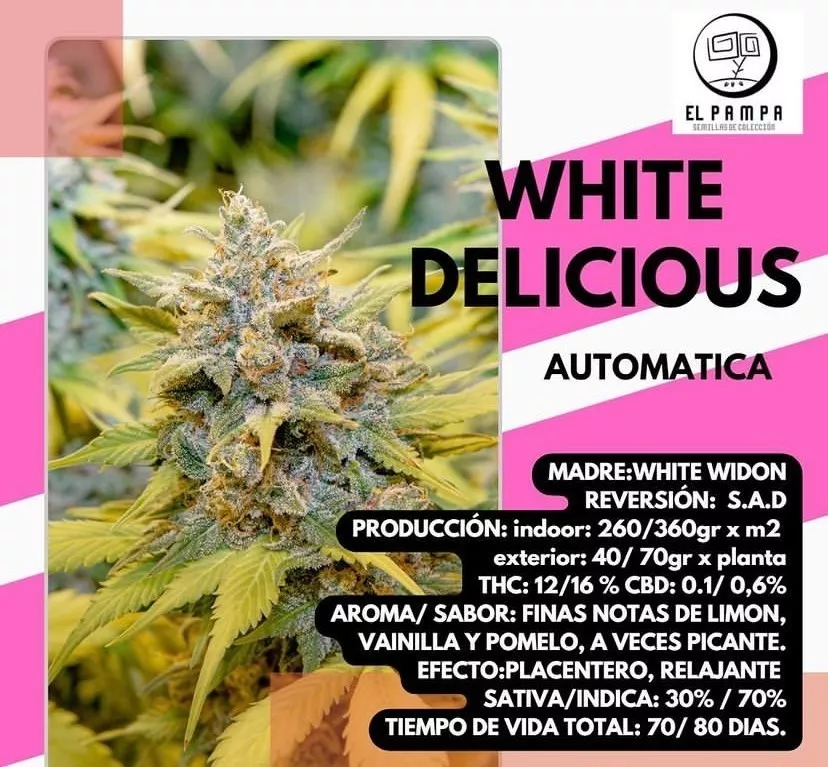 EL PAMPA
SEMILLAS DE COLECCIÓN
WHITE
DELICIOUS
AUTOMATICA
MADRE:WHITE WIDON
REVERSIÓN: S.A.D
PRODUCCIÓN: indoor: 260/360gr x m2
exterior: 40/ 70gr x planta
THC: 12/16 % CBD: 0.1/ 0,6%
AROMA/ SABOR: FINAS NOTAS DE LIMON,
VAINILLA Y POMELO, A VECES PICANTE.
EFECTO:PLACENTERO, RELAJANTE
SATIVA/INDICA: 30% / 70%
TIEMPO DE VIDA TOTAL: 70/ 80 DIAS.